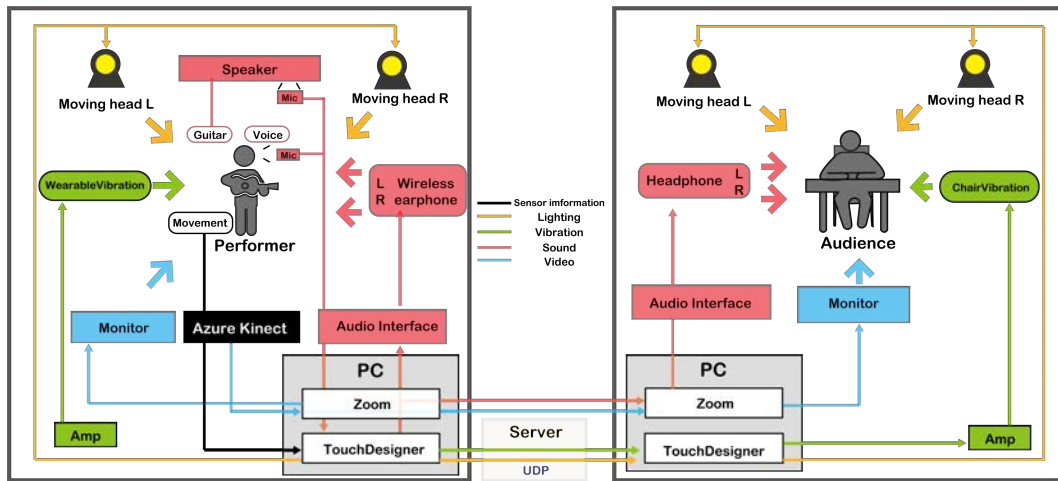 Speaker
Moving head L
Mic
Moving head R
Guitar
Voice
Mic
WearableVibration
L Wireless
R earphone
Movement
Performer
Monitor
Azure Kinect
Audio Interface
PC
Zoom
Amp
TouchDesigner
Sensor imformation
Lighting
Vibration
Sound
Video
Server
UDP
Moving head L
Moving head R
Headphone L
R
ChairVibration
Audience
Audio Interface
Monitor
PC
Zoom
TouchDesigner
Amp